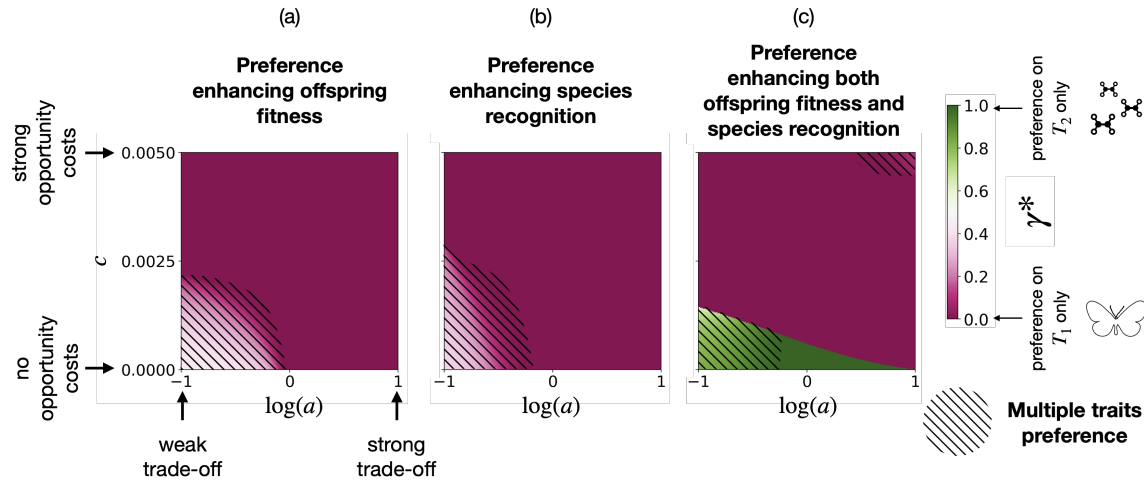 (a)
(b)
(c)
Preference
enhancing offspring
fitness
Preference
enhancing species
recognition
Preference
enhancing both
offspring fitness and
species recognition
strong
opportunity
costs
0.0050
c
0.0025
no
opportunity
costs
0.0000
−1
0
1
log(a)
−1
0
1
log(a)
−1
0
1
log(a)
weak
trade-off
strong
trade-off
1.0
0.8
0.6
0.4
0.2
0.0
γ*
preference on
T₂ only
preference on
T₁ only
Multiple traits
preference